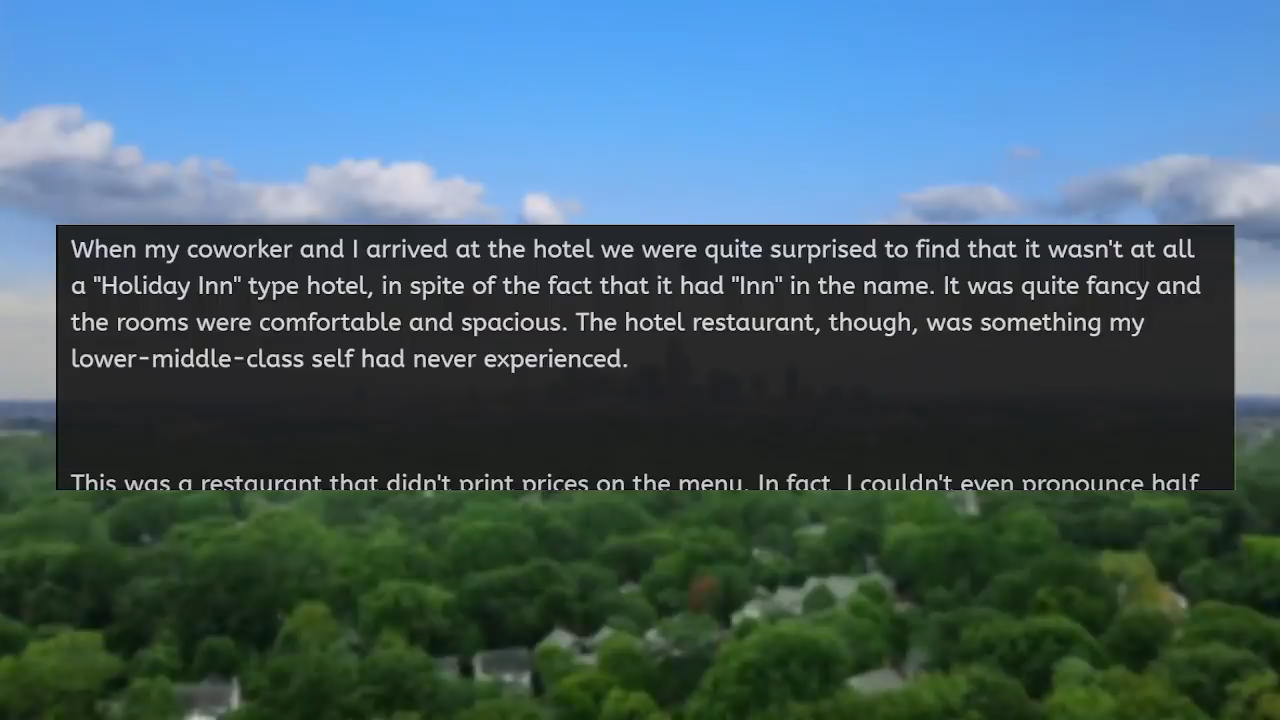 When my coworker and I arrived at the hotel we were quite surprised to find that it wasn't at all
a "Holiday Inn" type hotel, in spite of the fact that it had "Inn" in the name. It was quite fancy and
the rooms were comfortable and spacious. The hotel restaurant, though, was something my
lower-middle-class self had never experienced.
This was a restaurant that didn't print prices on the menu. In fact, I couldn't even pronounce half